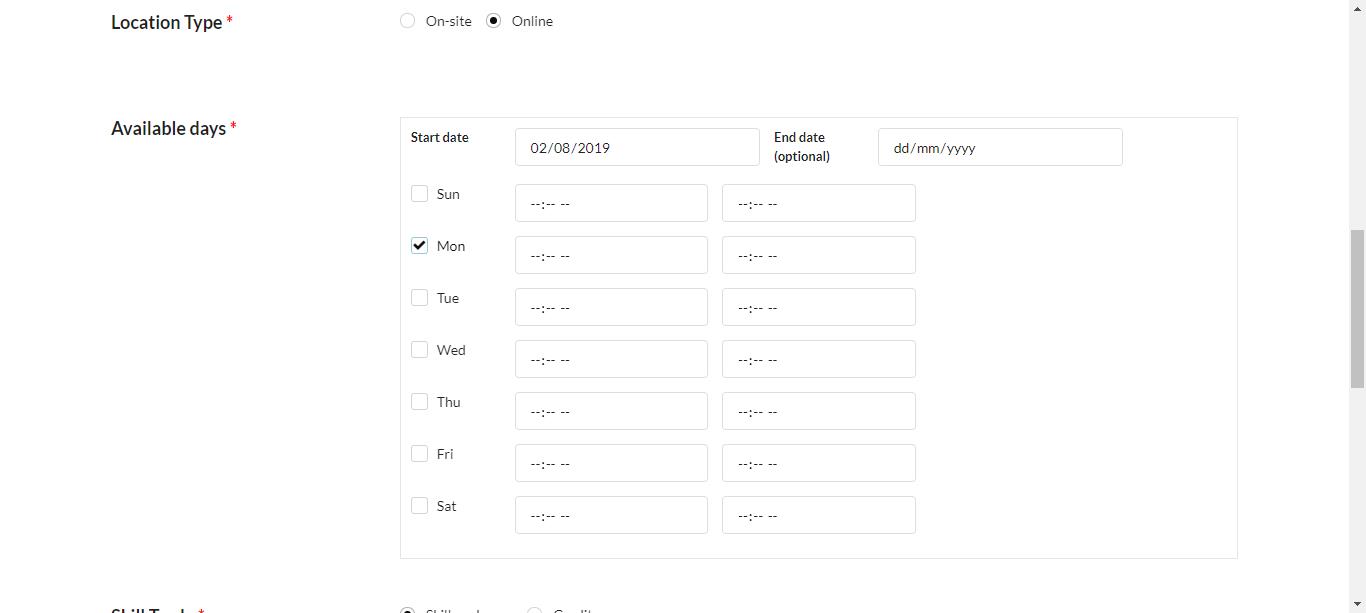 Location Type *
On-site Online
Available days *
Start date 02/08/2019 End date (optional) dd/mm/yyyy
Sun --:-- -- --:-- --
Mon --:-- -- --:-- --
Tue --:-- -- --:-- --
Wed --:-- -- --:-- --
Thu --:-- -- --:-- --
Fri --:-- -- --:-- --
Sat --:-- -- --:-- --